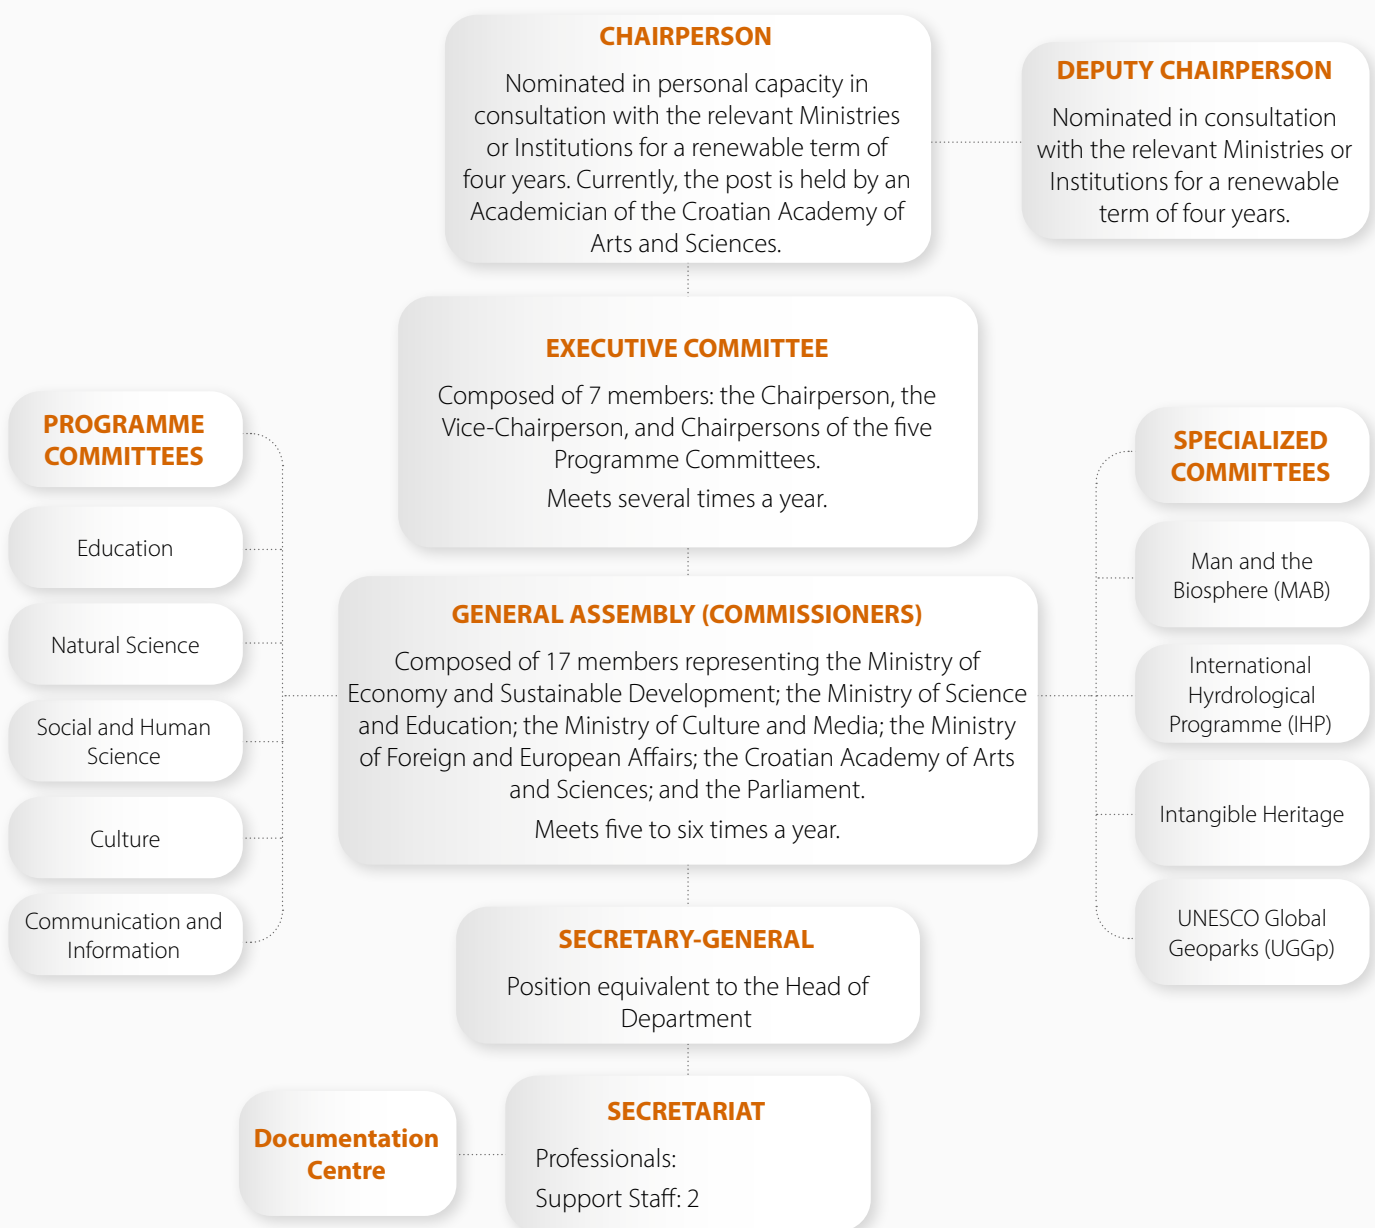 CHAIRPERSON
Nominated in personal capacity in
consultation with the relevant Ministries
or Institutions for a renewable term of
four years. Currently, the post is held by an
Academician of the Croatian Academy of
Arts and Sciences.
DEPUTY CHAIRPERSON
Nominated in consultation
with the relevant Ministries or
Institutions for a renewable
term of four years.
EXECUTIVE COMMITTEE
Composed of 7 members: the Chairperson, the
Vice-Chairperson, and Chairpersons of the five
Programme Committees.
Meets several times a year.
PROGRAMME
COMMITTEES
Education
Natural Science
Social and Human
Science
Culture
Communication and
Information
GENERAL ASSEMBLY (COMMISSIONERS)
Composed of 17 members representing the Ministry of
Economy and Sustainable Development; the Ministry of Science
and Education; the Ministry of Culture and Media; the Ministry
of Foreign and European Affairs; the Croatian Academy of Arts
and Sciences; and the Parliament.
Meets five to six times a year.
SPECIALIZED
COMMITTEES
Man and the
Biosphere (MAB)
International
Hyrdrological
Programme (IHP)
Intangible Heritage
UNESCO Global
Geoparks (UGGp)
SECRETARY-GENERAL
Position equivalent to the Head of
Department
Documentation
Centre
SECRETARIAT
Professionals:
Support Staff: 2